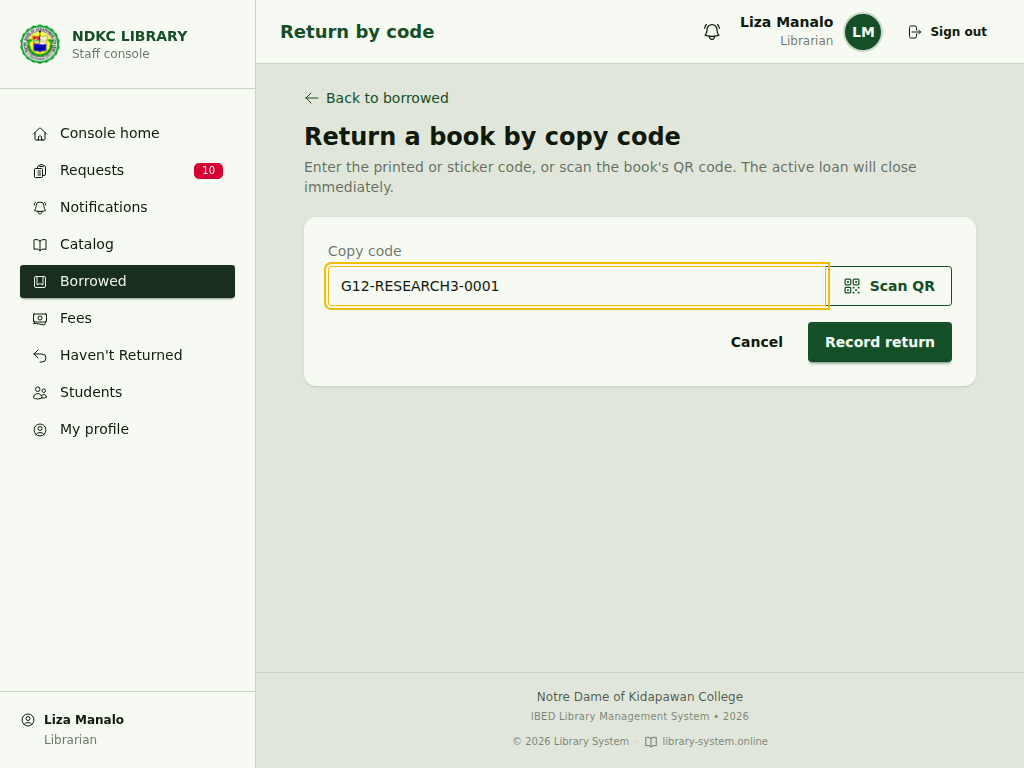 NDKC LIBRARY
Staff console
Console home
Requests 10
Notifications
Catalog
Borrowed
Fees
Haven't Returned
Students
My profile
Liza Manalo
Librarian
Return by code
Liza Manalo
Librarian
LM
Sign out
Back to borrowed
Return a book by copy code
Enter the printed or sticker code, or scan the book's QR code. The active loan will close
immediately.
Copy code
G12-RESEARCH3-0001
Scan QR
Cancel
Record return
Notre Dame of Kidapawan College
IBED Library Management System • 2026
© 2026 Library System · library-system.online